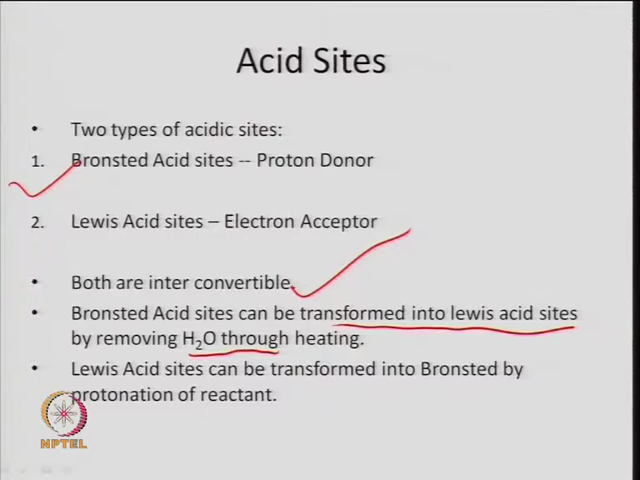 Acid Sites
• Two types of acidic sites:
1. Bronsted Acid sites -- Proton Donor
2. Lewis Acid sites – Electron Acceptor
• Both are inter convertible.
• Bronsted Acid sites can be transformed into lewis acid sites
by removing H₂O through heating.
• Lewis Acid sites can be transformed into Bronsted by
protonation of reactant.
NPTEL